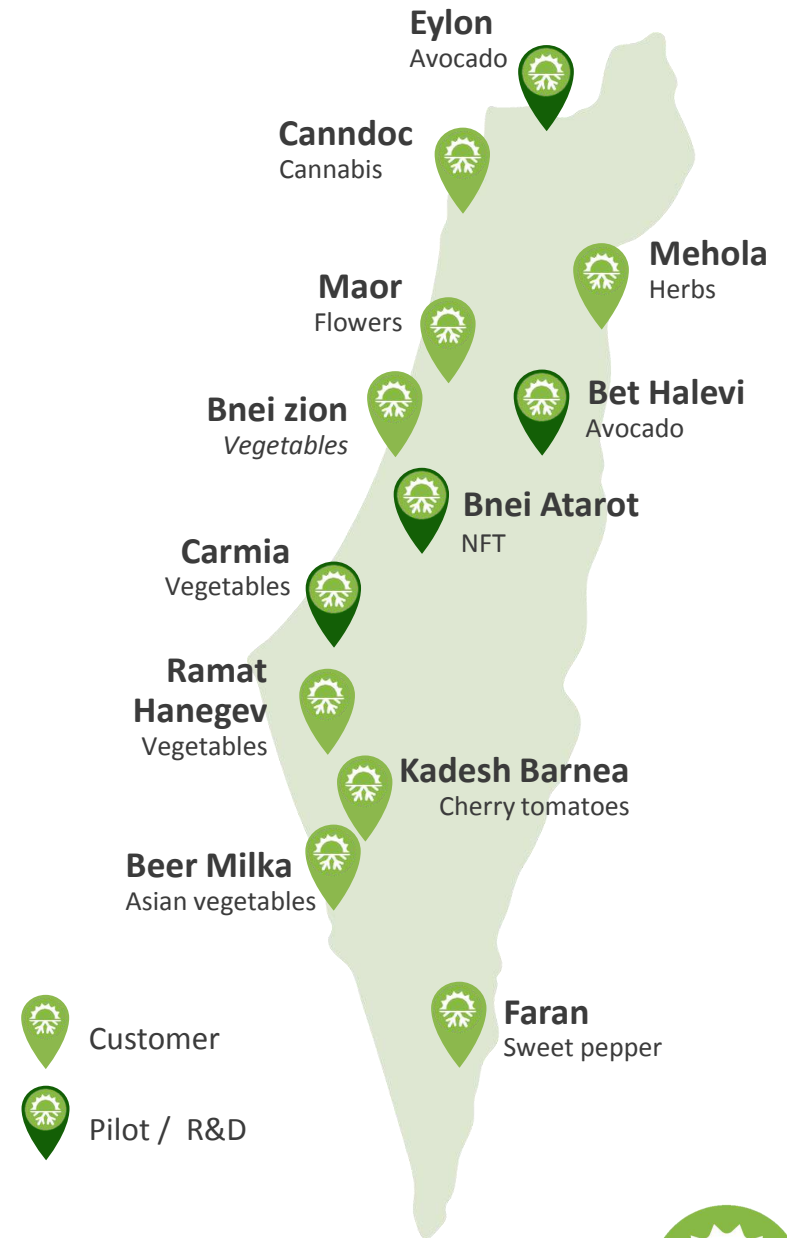 Eylon
Avocado
Canndoc
Cannabis
Mehola
Herbs
Maor
Flowers
Bnei zion
Vegetables
Bet Halevi
Avocado
Bnei Atarot
NFT
Carmia
Vegetables
Ramat
Hanegev
Vegetables
Kadesh Barnea
Cherry tomatoes
Beer Milka
Asian vegetables
Faran
Sweet pepper
Customer
Pilot / R&D